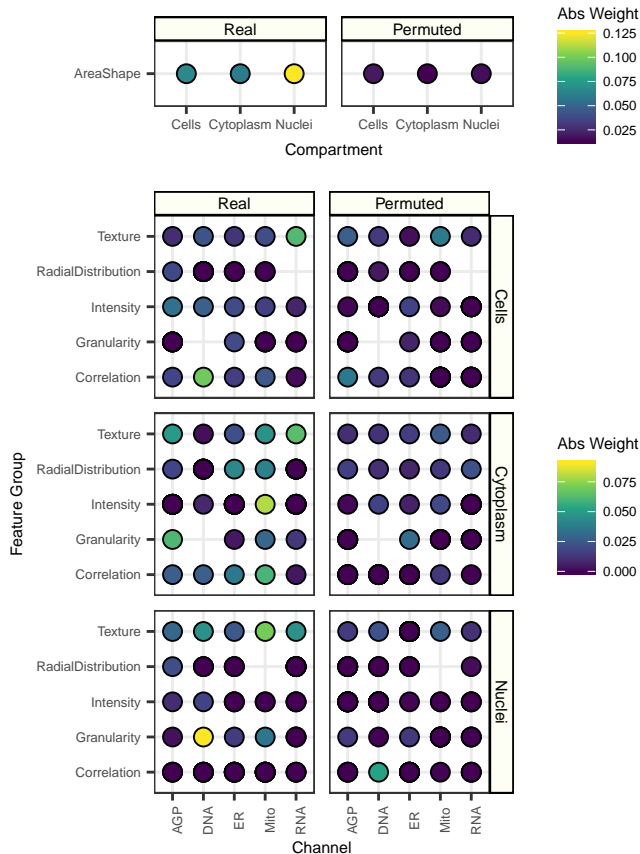 Real Permuted
AreaShape
Cells Cytoplasm Nuclei Cells Cytoplasm Nuclei
Compartment
Abs Weight
0.125
0.100
0.075
0.050
0.025
Real Permuted
Texture
RadialDistribution
Intensity
Granularity
Correlation
Cells
Texture
RadialDistribution
Intensity
Granularity
Correlation
Cytoplasm
Texture
RadialDistribution
Intensity
Granularity
Correlation
Nuclei
Feature Group
AGP DNA ER Mito RNA AGP DNA ER Mito RNA
Channel
Abs Weight
0.075
0.050
0.025
0.000